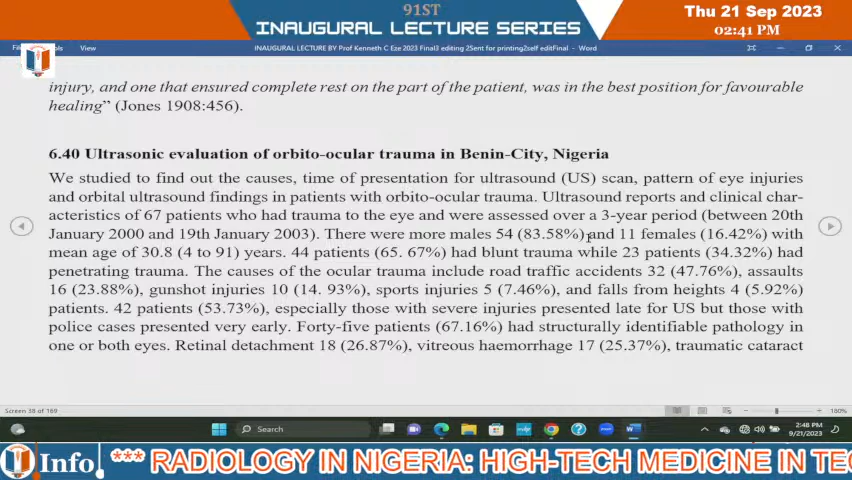 91ST
INAUGURAL LECTURE SERIES
Thu 21 Sep 2023
02:41 PM
View
INAUGURAL LECTURE BY Prof Kenneth C Eze 2023 Final3 editing 2Sent for printing2self editFinal - Word
injury, and one that ensured complete rest on the part of the patient, was in the best position for favourable
healing” (Jones 1908:456).
6.40 Ultrasonic evaluation of orbito-ocular trauma in Benin-City, Nigeria
We studied to find out the causes, time of presentation for ultrasound (US) scan, pattern of eye injuries
and orbital ultrasound findings in patients with orbito-ocular trauma. Ultrasound reports and clinical char-
acteristics of 67 patients who had trauma to the eye and were assessed over a 3-year period (between 20th
January 2000 and 19th January 2003). There were more males 54 (83.58%) and 11 females (16.42%) with
mean age of 30.8 (4 to 91) years. 44 patients (65. 67%) had blunt trauma while 23 patients (34.32%) had
penetrating trauma. The causes of the ocular trauma include road traffic accidents 32 (47.76%), assaults
16 (23.88%), gunshot injuries 10 (14. 93%), sports injuries 5 (7.46%), and falls from heights 4 (5.92%)
patients. 42 patients (53.73%), especially those with severe injuries presented late for US but those with
police cases presented very early. Forty-five patients (67.16%) had structurally identifiable pathology in
one or both eyes. Retinal detachment 18 (26.87%), vitreous haemorrhage 17 (25.37%), traumatic cataract
Screen 38 of 169
180%
Search
2:48 PM
9/21/2023
Info
*** RADIOLOGY IN NIGERIA: HIGH-TECH MEDICINE IN TEC